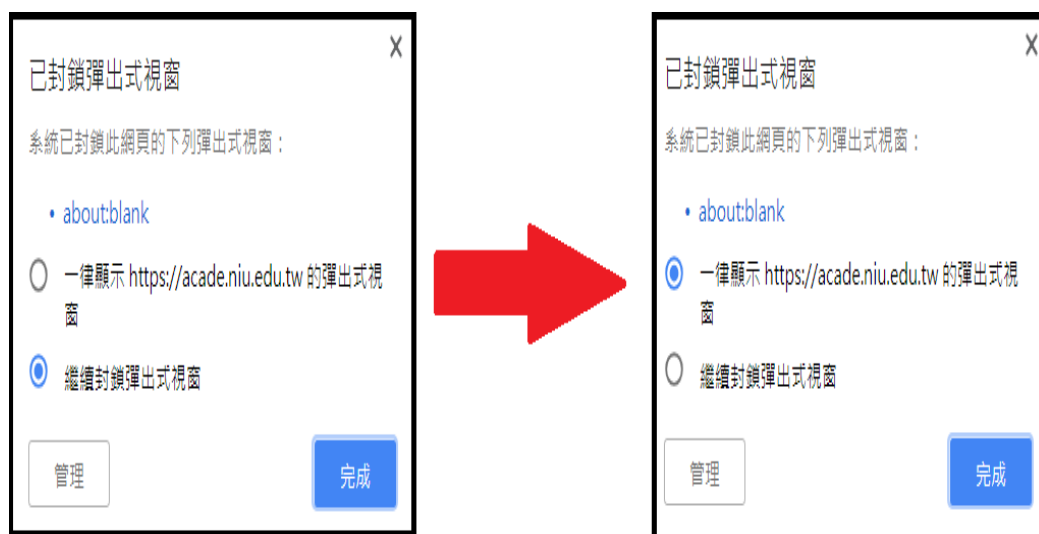 已封鎖彈出式視窗
系統已封鎖此網頁的下列彈出式視窗：
• about:blank
一律顯示 https://acade.niu.edu.tw 的彈出式視
窗
繼續封鎖彈出式視窗
管理
完成
已封鎖彈出式視窗
系統已封鎖此網頁的下列彈出式視窗：
• about:blank
一律顯示 https://acade.niu.edu.tw 的彈出式視
窗
繼續封鎖彈出式視窗
管理
完成